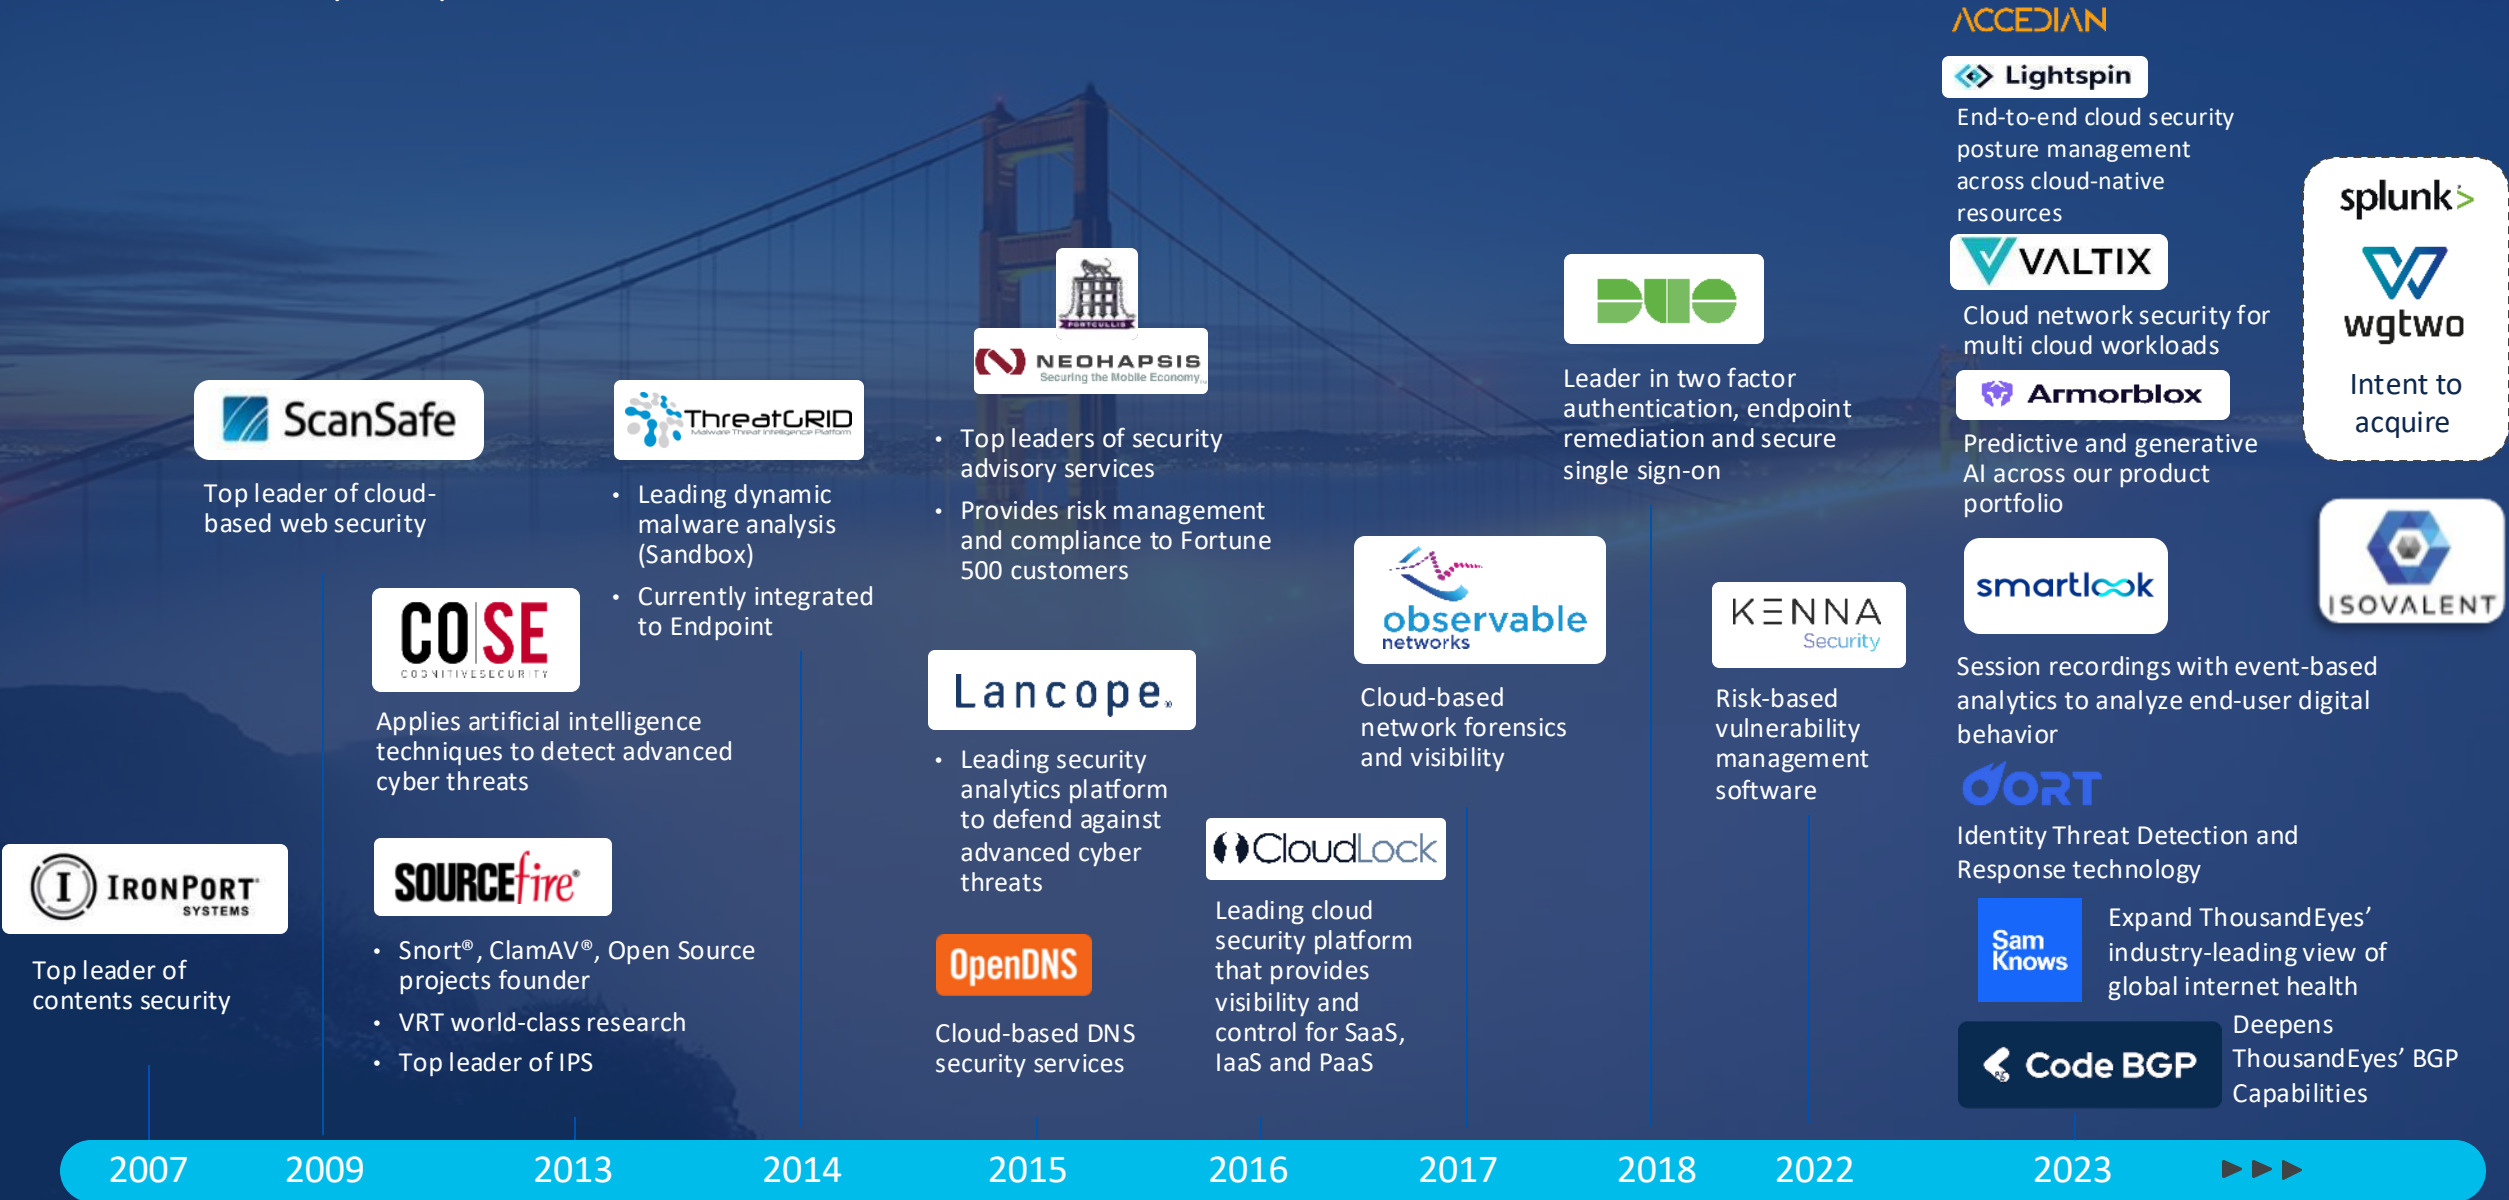 IRONPORT
SYSTEMS
Top leader of
contents security
ScanSafe
Top leader of cloud-
based web security
CO|SE
COGNITIVESECURITY
Applies artificial intelligence
techniques to detect advanced
cyber threats
SOURCEfire®
• Snort®, ClamAV®, Open Source
projects founder
• VRT world-class research
• Top leader of IPS
ThreatGRID
Malware Threat Intelligence Platform
• Leading dynamic
malware analysis
(Sandbox)
• Currently integrated
to Endpoint
PORTCULLIS
NEOHAPSIS
Securing the Mobile Economy
• Top leaders of security
advisory services
• Provides risk management
and compliance to Fortune
500 customers
Lancope®
• Leading security
analytics platform
to defend against
advanced cyber
threats
OpenDNS
Cloud-based DNS
security services
CloudLock
Leading cloud
security platform
that provides
visibility and
control for SaaS,
IaaS and PaaS
observable
networks
Cloud-based
network forensics
and visibility
DUO
Leader in two factor
authentication, endpoint
remediation and secure
single sign-on
KENNA
Security
Risk-based
vulnerability
management
software
ACCEDIAN
Lightspin
End-to-end cloud security
posture management
across cloud-native
resources
VALTIX
Cloud network security for
multi cloud workloads
Armorblox
Predictive and generative
AI across our product
portfolio
smartlook
Session recordings with event-based
analytics to analyze end-user digital
behavior
OORT
Identity Threat Detection and
Response technology
Sam
Knows
Expand ThousandEyes’
industry-leading view of
global internet health
Code BGP
Deepens
ThousandEyes’ BGP
Capabilities
splunk>
wgtwo
Intent to
acquire
ISOVALENT
2007
2009
2013
2014
2015
2016
2017
2018
2022
2023